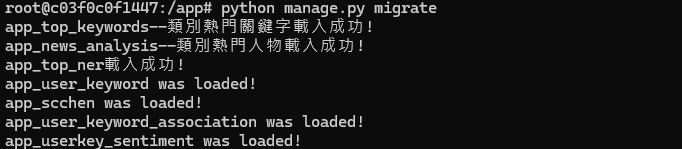 root@c03f0c0f1447:/app# python manage.py migrate
app_top_keywords--類別熱門關鍵字載入成功!
app_news_analysis--類別熱門人物載入成功!
app_top_ner載入成功!
app_user_keyword was loaded!
app_scchen was loaded!
app_user_keyword_association was loaded!
app_userkey_sentiment was loaded!